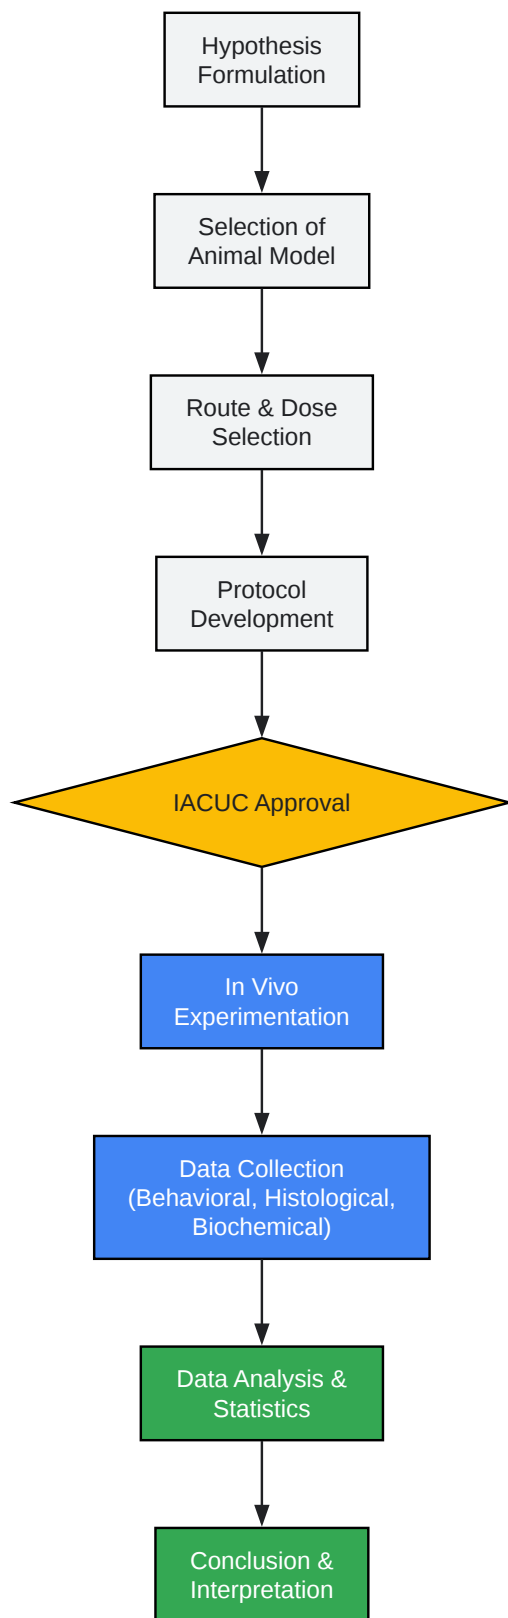 Hypothesis
Formulation
Selection of
Animal Model
Route & Dose
Selection
Protocol
Development
IACUC Approval
In Vivo
Experimentation
Data Collection
(Behavioral, Histological,
Biochemical)
Data Analysis &
Statistics
Conclusion &
Interpretation